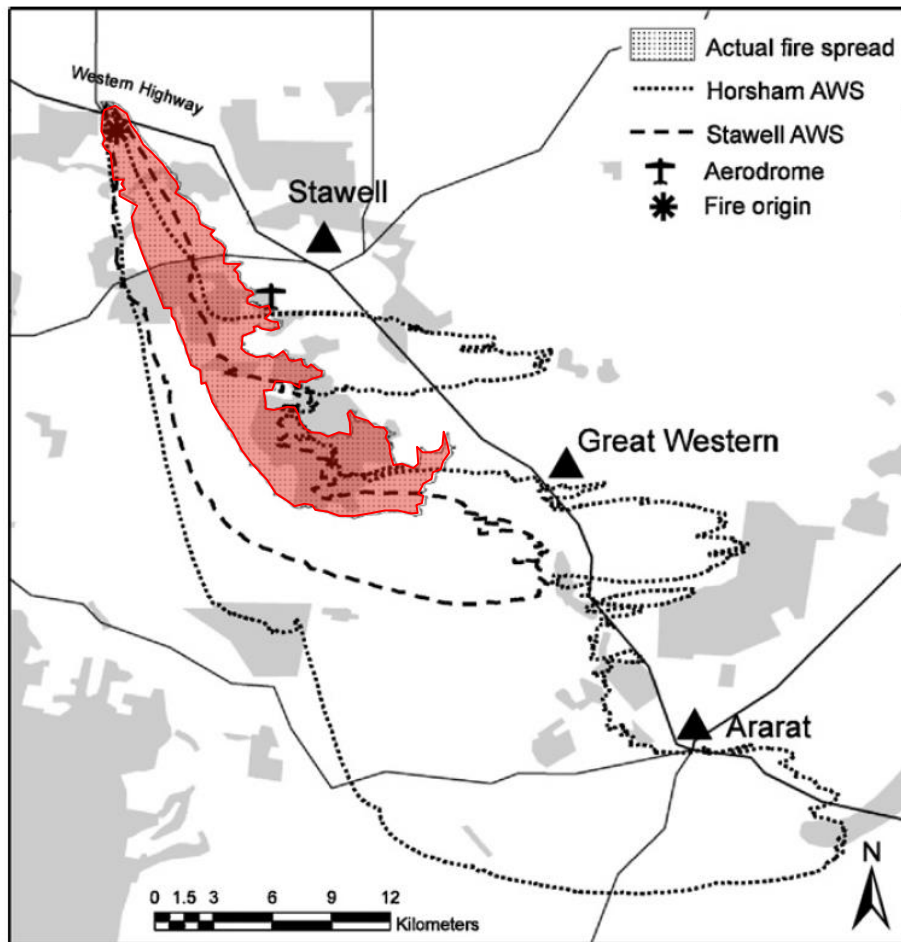 Actual fire spread
Western Highway
Horsham AWS
Stawell AWS
Aerodrome
Stawell
Fire origin
Great Western
Ararat
N
0 1.5 3 6 9 12
Kilometers